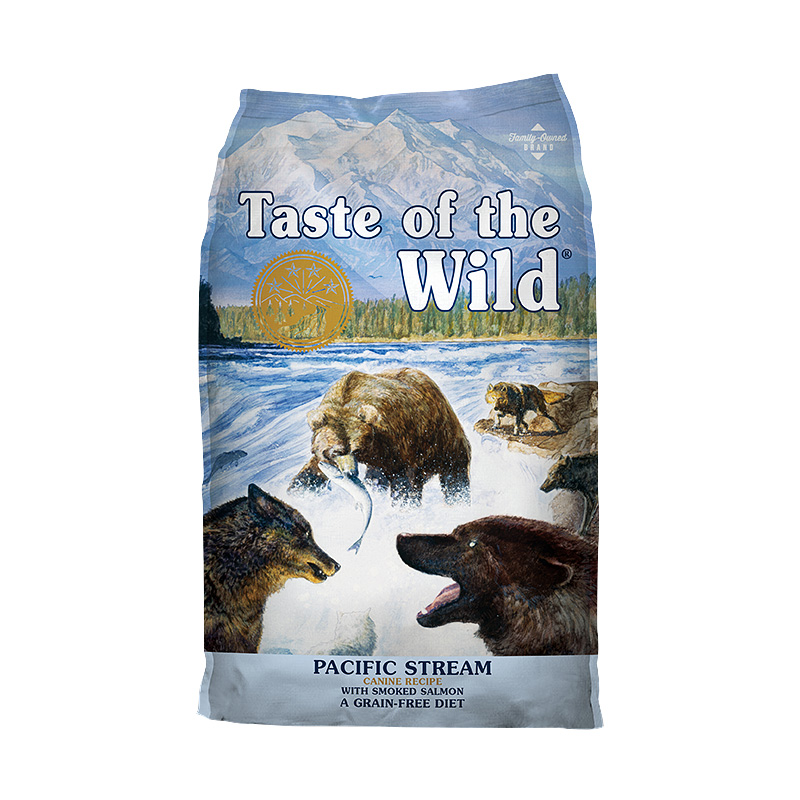 Family-Owned
BRAND
Taste of the
Wild®
PACIFIC STREAM
CANINE RECIPE
WITH SMOKED SALMON
A GRAIN-FREE DIET